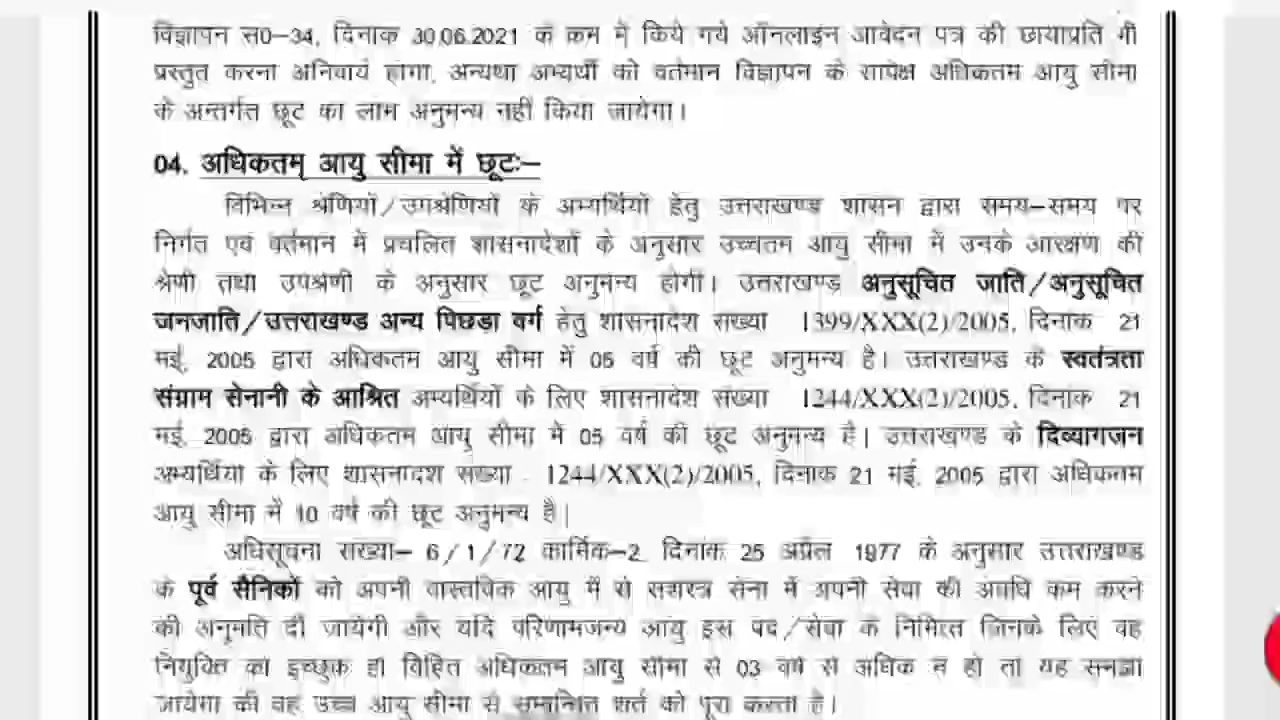 विज्ञापन सं0-34, दिनांक 30.06.2021 के क्रम में किये गये ऑनलाईन आवेदन पत्र की छायाप्रति भी
प्रस्तुत करना अनिवार्य होगा, अन्यथा अभ्यर्थी को वर्तमान विज्ञापन के सापेक्ष अधिकतम आयु सीमा
के अन्तर्गत छूट का लाभ अनुमन्य नहीं किया जायेगा।
04. अधिकतम् आयु सीमा में छूटः-
विभिन्न श्रेणियों/उपश्रेणियों के अभ्यर्थियों हेतु उत्तराखण्ड शासन द्वारा समय-समय पर
निर्गत एवं वर्तमान में प्रचलित शासनादेशों के अनुसार उच्चतम आयु सीमा में उनके आरक्षण की
श्रेणी तथा उपश्रेणी के अनुसार छूट अनुमन्य होगी। उत्तराखण्ड अनुसूचित जाति/अनुसूचित
जनजाति/उत्तराखण्ड अन्य पिछडा वर्ग हेतु शासनादेश संख्या 1399/XXX(2)/2005, दिनांक 21
मई, 2005 द्वारा अधिकतम आयु सीमा में 05 वर्ष की छूट अनुमन्य है। उत्तराखण्ड के स्वतंत्रता
संग्राम सेनानी के आश्रित अभ्यर्थियों के लिए शासनादेश संख्या 1244/XXX(2)/2005, दिनांक 21
मई, 2005 द्वारा अधिकतम आयु सीमा में 05 वर्ष की छूट अनुमन्य है। उत्तराखण्ड के दिव्यांगजन
अभ्यर्थियों के लिए शासनादेश संख्या - 1244/XXX(2)/2005, दिनांक 21 मई, 2005 द्वारा अधिकतम
आयु सीमा में 10 वर्ष की छूट अनुमन्य है।
अधिसूचना संख्या- 6/1/72 कार्मिक-2, दिनांक 25 अप्रैल 1977 के अनुसार उत्तराखण्ड
के पूर्व सैनिकों को अपनी वास्तविक आयु में से सशस्त्र सेना में अपनी सेवा की अवधि कम करने
की अनुमति दी जायेगी और यदि परिणामजन्य आयु इस पद/सेवा के निमित्त जिनके लिए वह
नियुक्ति का इच्छुक हो विहित अधिकतम आयु सीमा से 03 वर्ष से अधिक न हो तो यह समझा
जायेगा की वह उच्च आयु सीमा से सम्बन्धित शर्त को पूरा करता है।